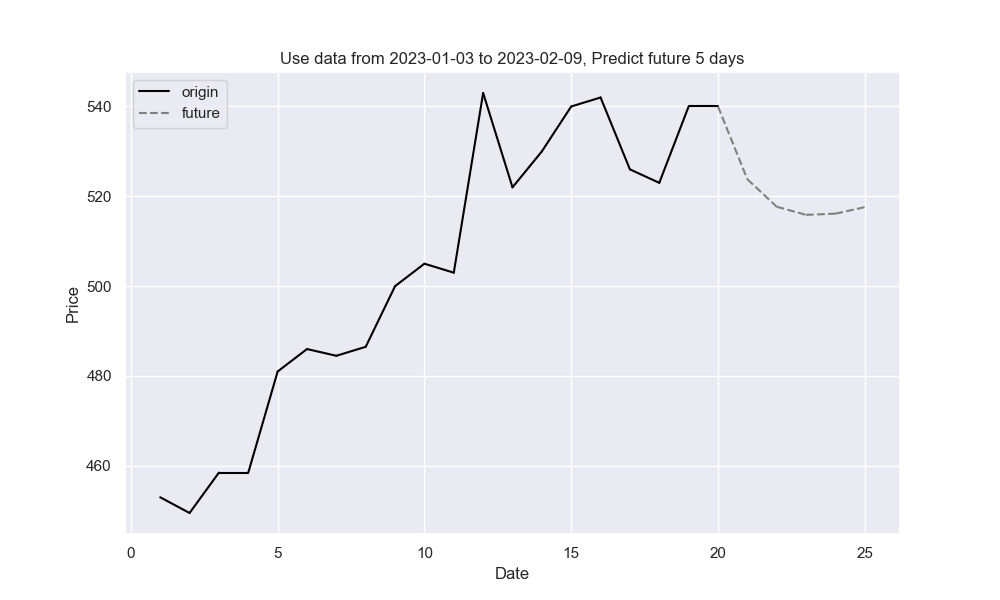 Use data from 2023-01-03 to 2023-02-09, Predict future 5 days
origin
future
540
520
500
480
460
Price
0 5 10 15 20 25
Date